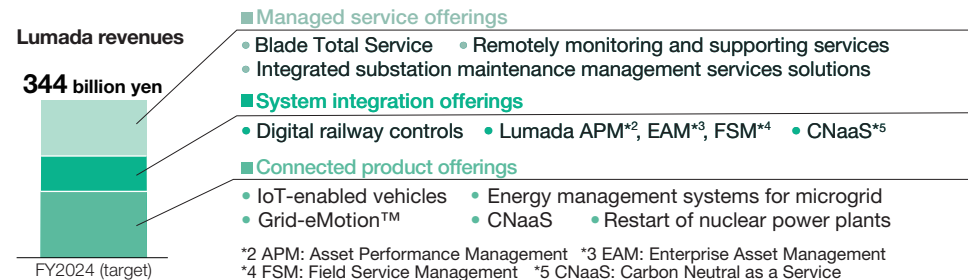 Lumada revenues
344 billion yen
FY2024 (target)
■ Managed service offerings
• Blade Total Service • Remotely monitoring and supporting services
• Integrated substation maintenance management services solutions
■ System integration offerings
• Digital railway controls • Lumada APM*2, EAM*3, FSM*4 • CNaaS*5
■ Connected product offerings
• IoT-enabled vehicles • Energy management systems for microgrid
• Grid-eMotion™ • CNaaS • Restart of nuclear power plants
*2 APM: Asset Performance Management *3 EAM: Enterprise Asset Management
*4 FSM: Field Service Management *5 CNaaS: Carbon Neutral as a Service